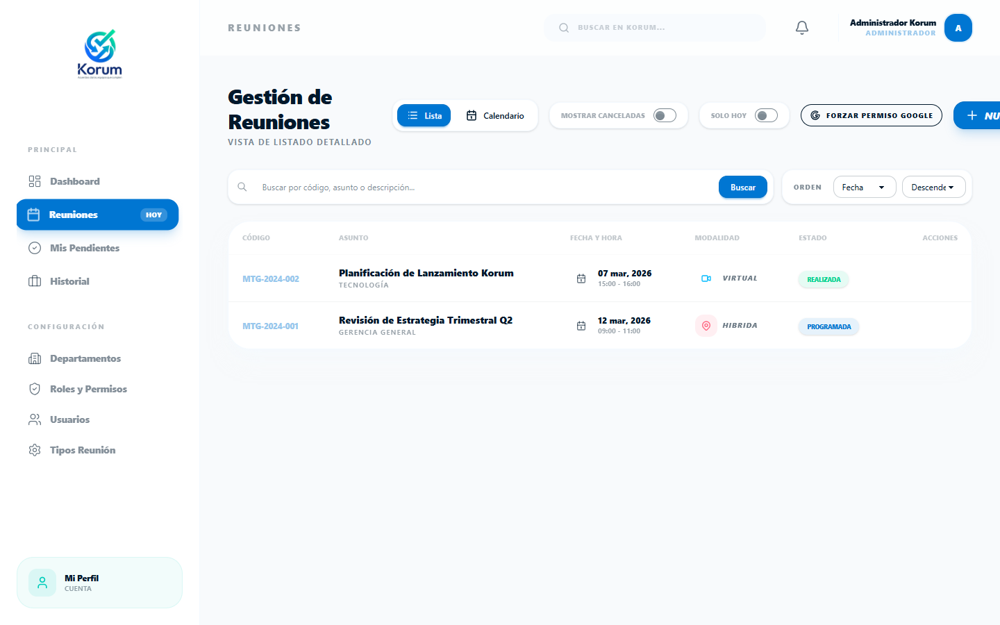 Korum
PRINCIPAL
Dashboard
Reuniones HOY
Mis Pendientes
Historial
CONFIGURACIÓN
Departamentos
Roles y Permisos
Usuarios
Tipos Reunión
Mi Perfil
CUENTA
REUNIONES
BUSCAR EN KORUM...
Administrador Korum
ADMINISTRADOR
A
Gestión de
Reuniones
VISTA DE LISTADO DETALLADO
Lista
Calendario
MOSTRAR CANCELADAS
SOLO HOY
FORZAR PERMISO GOOGLE
NU
Buscar por código, asunto o descripción...
Buscar
ORDEN
Fecha
Descende
CÓDIGO ASUNTO FECHA Y HORA MODALIDAD ESTADO ACCIONES
MTG-2024-002 Planificación de Lanzamiento Korum 07 mar, 2026 VIRTUAL REALIZADA
TECNOLOGÍA 15:00 - 16:00
MTG-2024-001 Revisión de Estrategia Trimestral Q2 12 mar, 2026 HIBRIDA PROGRAMADA
GERENCIA GENERAL 09:00 - 11:00